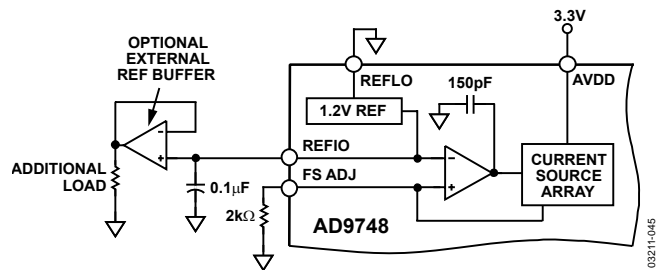 3.3V
OPTIONAL
EXTERNAL
REF BUFFER
REFLO
150pF
AVDD
1.2V REF
–
+
REFIO
–
+
CURRENT
SOURCE
ARRAY
ADDITIONAL
LOAD
0.1µF
FS ADJ
2kΩ
AD9748
03211-045